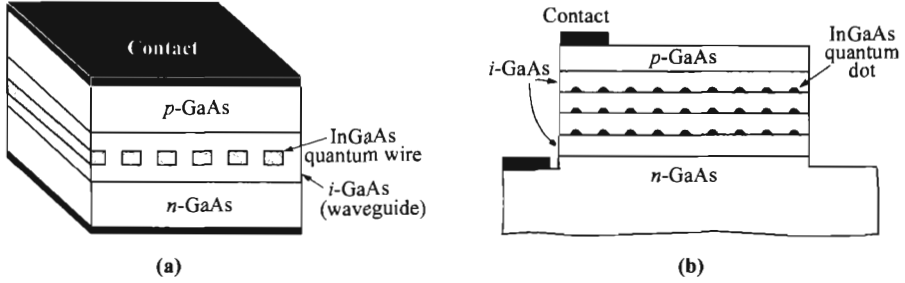 Contact
p-GaAs
InGaAs
quantum wire
i-GaAs
(waveguide)
n-GaAs
(a)
Contact
InGaAs
quantum
dot
p-GaAs
i-GaAs
n-GaAs
(b)